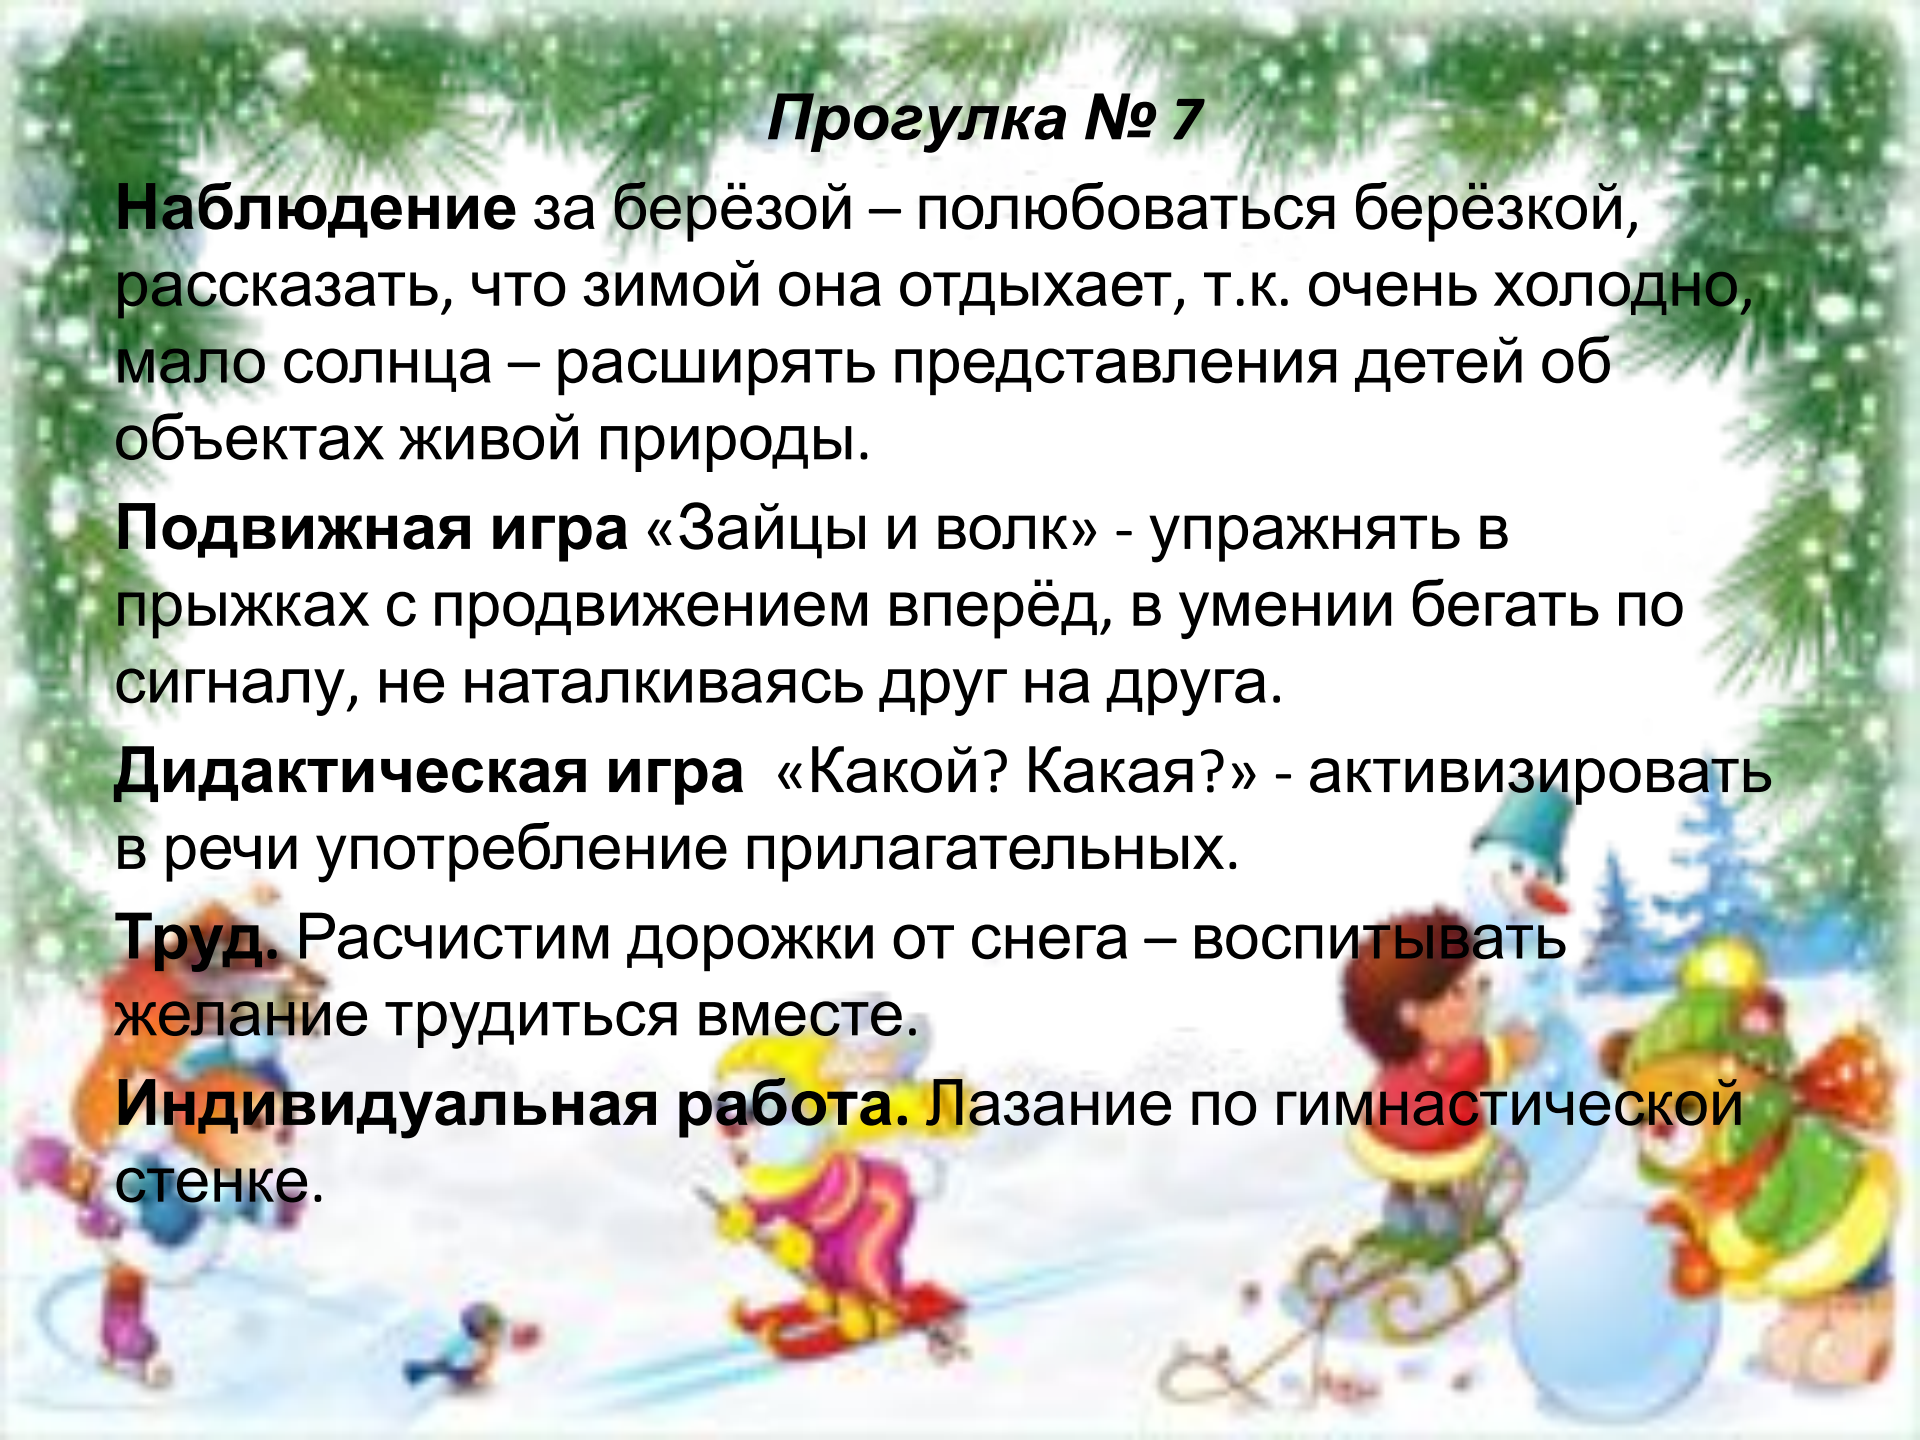 Прогулка № 7
Наблюдение за берёзой – полюбоваться берёзкой,
рассказать, что зимой она отдыхает, т.к. очень холодно,
мало солнца – расширять представления детей об
объектах живой природы.
Подвижная игра «Зайцы и волк» - упражнять в
прыжках с продвижением вперёд, в умении бегать по
сигналу, не наталкиваясь друг на друга.
Дидактическая игра «Какой? Какая?» - активизировать
в речи употребление прилагательных.
Труд. Расчистим дорожки от снега – воспитывать
желание трудиться вместе.
Индивидуальная работа. Лазание по гимнастической
стенке.